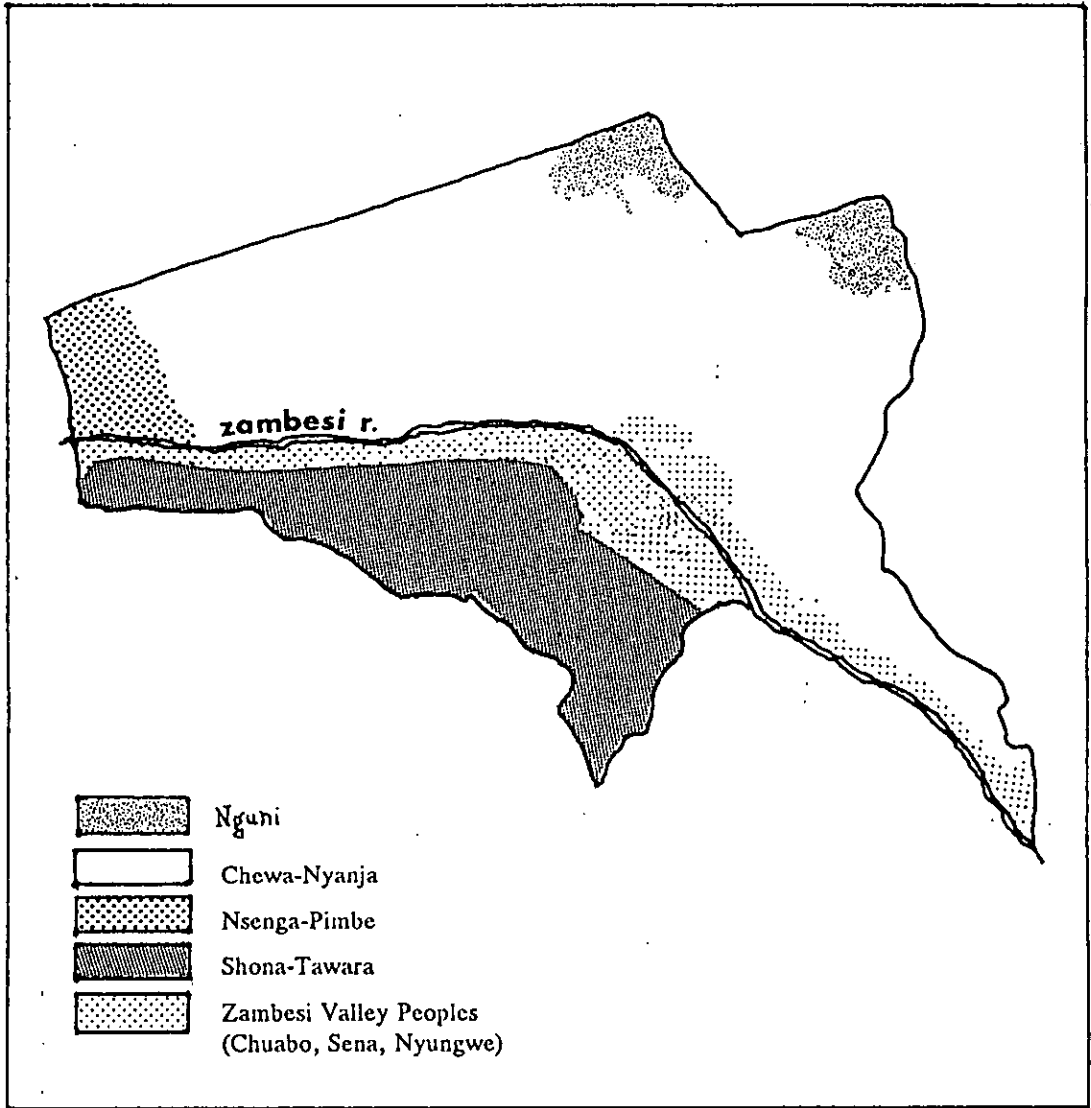 zambesi r.
Nguni
Chewa-Nyanja
Nsenga-Pimbe
Shona-Tawara
Zambesi Valley Peoples
(Chuabo, Sena, Nyungwe)